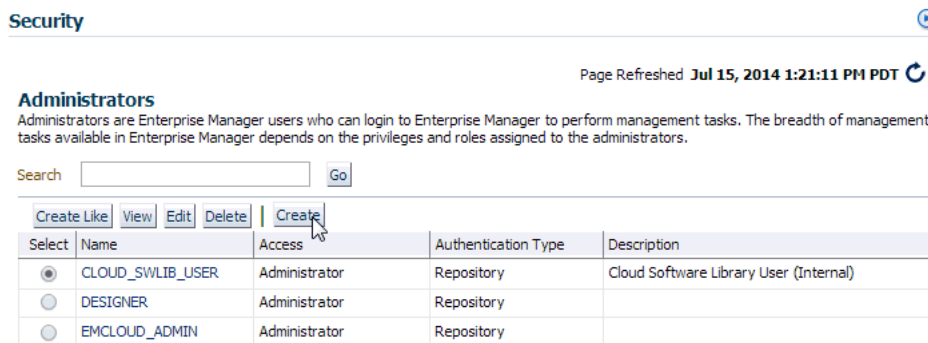 Security
Page Refreshed Jul 15, 2014 1:21:11 PM PDT
Administrators
Administrators are Enterprise Manager users who can login to Enterprise Manager to perform management tasks. The breadth of management
tasks available in Enterprise Manager depends on the privileges and roles assigned to the administrators.
Search Go
Create Like View Edit Delete | Create
Select Name Access Authentication Type Description
CLOUD_SWLIB_USER Administrator Repository Cloud Software Library User (Internal)
DESIGNER Administrator Repository
EMCLOUD_ADMIN Administrator Repository